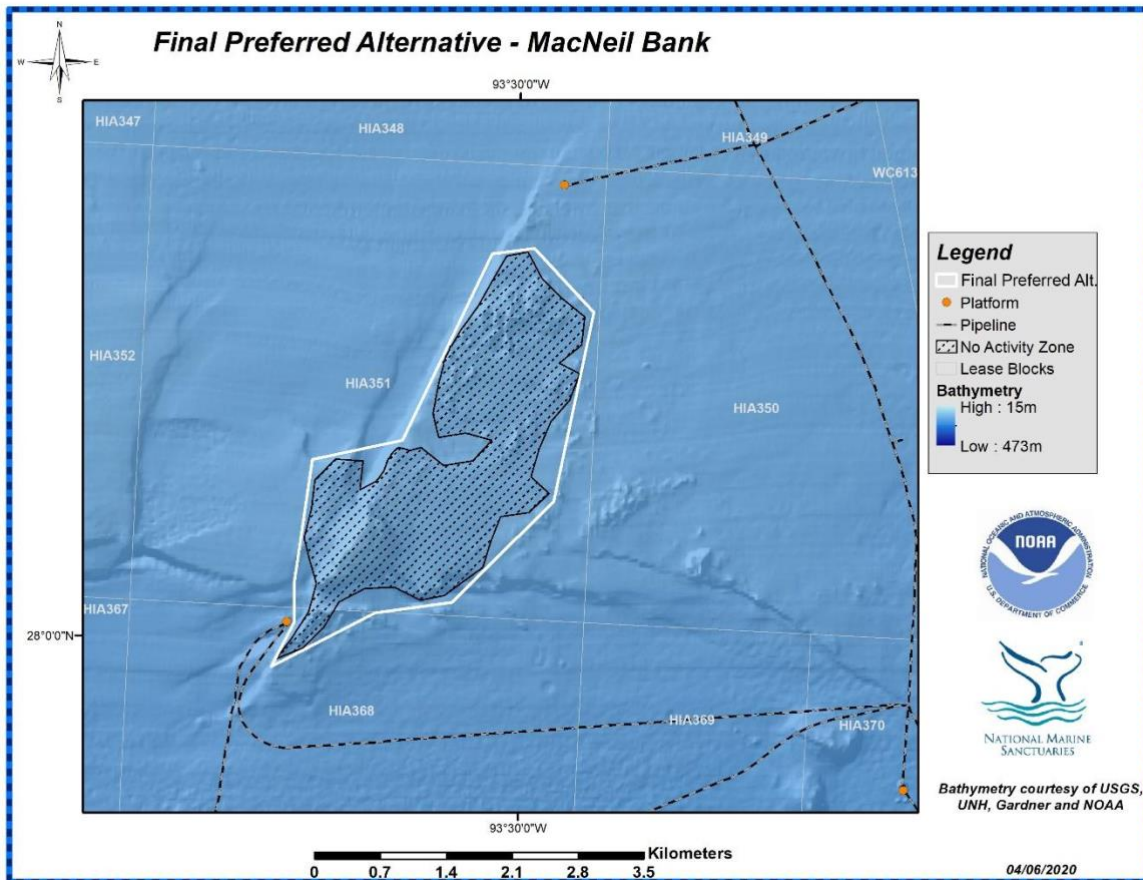 Final Preferred Alternative - MacNeil Bank
N
W
E
S
93°30'0"W
HIA347
HIA348
HIA349
WC613
HIA352
HIA351
HIA350
HIA367
28°0'0"N
HIA368
HIA369
HIA370
93°30'0"W
Legend
Final Preferred Alt.
Platform
Pipeline
No Activity Zone
Lease Blocks
Bathymetry
High : 15m
Low : 473m
NATIONAL OCEANIC AND ATMOSPHERIC ADMINISTRATION
NOAA
U.S. DEPARTMENT OF COMMERCE
NATIONAL MARINE
SANCTUARIES
Bathymetry courtesy of USGS,
UNH, Gardner and NOAA
Kilometers
0 0.7 1.4 2.1 2.8 3.5
04/06/2020